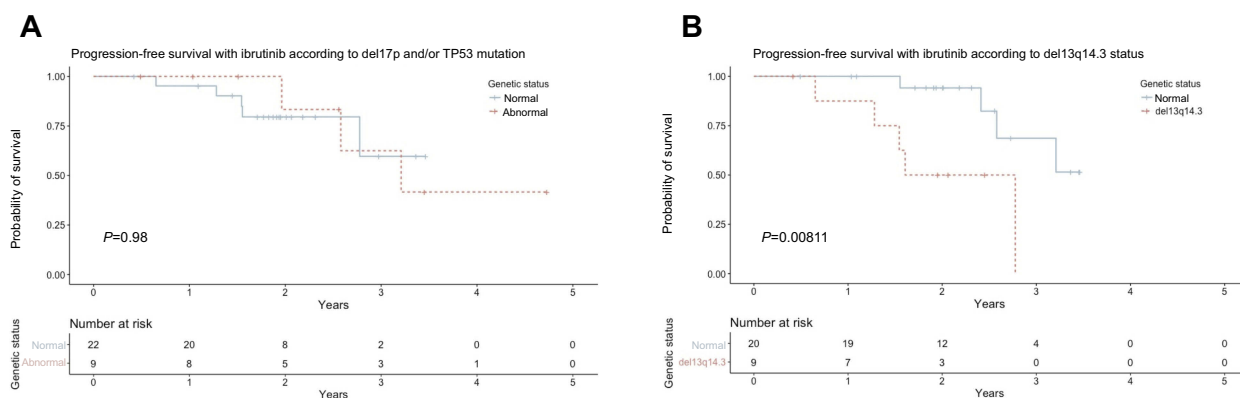 A
Progression-free survival with ibrutinib according to del17p and/or TP53 mutation
Probability of survival
1.00
0.75
0.50
0.25
0.00
Genetic status
Normal
Abnormal
P=0.98
0 1 2 3 4 5
Years
Number at risk
Genetic status
Normal 22 20 8 2 0 0
Abnormal 9 8 5 3 1 0
0 1 2 3 4 5
Years
B
Progression-free survival with ibrutinib according to del13q14.3 status
Probability of survival
1.00
0.75
0.50
0.25
0.00
Genetic status
Normal
del13q14.3
P=0.00811
0 1 2 3 4 5
Years
Number at risk
Genetic status
Normal 20 19 12 4 0 0
del13q14.3 9 7 3 0 0 0
0 1 2 3 4 5
Years